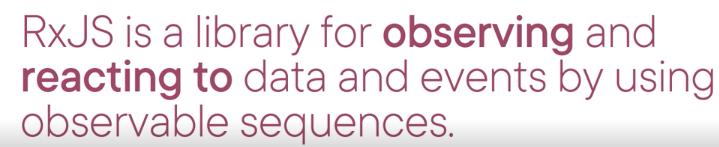 RxJS is a library for observing and
reacting to data and events by using
observable sequences.